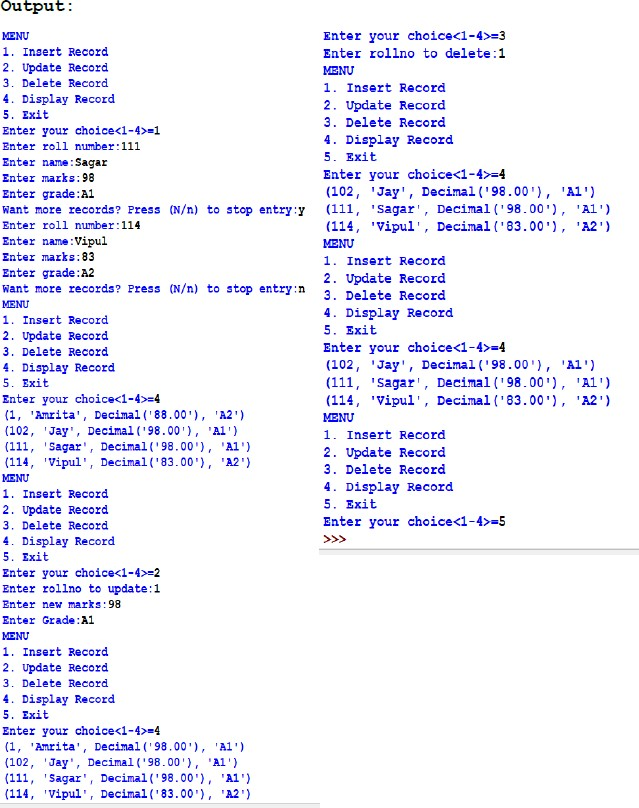 Output:
MENU
1. Insert Record
2. Update Record
3. Delete Record
4. Display Record
5. Exit
Enter your choice<1-4>=1
Enter roll number:111
Enter name:Sagar
Enter marks:98
Enter grade:A1
Want more records? Press (N/n) to stop entry:y
Enter roll number:114
Enter name:Vipul
Enter marks:83
Enter grade:A2
Want more records? Press (N/n) to stop entry:n
MENU
1. Insert Record
2. Update Record
3. Delete Record
4. Display Record
5. Exit
Enter your choice<1-4>=4
(1, 'Amrita', Decimal('88.00'), 'A2')
(102, 'Jay', Decimal('98.00'), 'A1')
(111, 'Sagar', Decimal('98.00'), 'A1')
(114, 'Vipul', Decimal('83.00'), 'A2')
MENU
1. Insert Record
2. Update Record
3. Delete Record
4. Display Record
5. Exit
Enter your choice<1-4>=2
Enter rollno to update:1
Enter new marks:98
Enter Grade:A1
MENU
1. Insert Record
2. Update Record
3. Delete Record
4. Display Record
5. Exit
Enter your choice<1-4>=4
(1, 'Amrita', Decimal('98.00'), 'A1')
(102, 'Jay', Decimal('98.00'), 'A1')
(111, 'Sagar', Decimal('98.00'), 'A1')
(114, 'Vipul', Decimal('83.00'), 'A2')
Enter your choice<1-4>=3
Enter rollno to delete:1
MENU
1. Insert Record
2. Update Record
3. Delete Record
4. Display Record
5. Exit
Enter your choice<1-4>=4
(102, 'Jay', Decimal('98.00'), 'A1')
(111, 'Sagar', Decimal('98.00'), 'A1')
(114, 'Vipul', Decimal('83.00'), 'A2')
MENU
1. Insert Record
2. Update Record
3. Delete Record
4. Display Record
5. Exit
Enter your choice<1-4>=4
(102, 'Jay', Decimal('98.00'), 'A1')
(111, 'Sagar', Decimal('98.00'), 'A1')
(114, 'Vipul', Decimal('83.00'), 'A2')
MENU
1. Insert Record
2. Update Record
3. Delete Record
4. Display Record
5. Exit
Enter your choice<1-4>=5
>>>